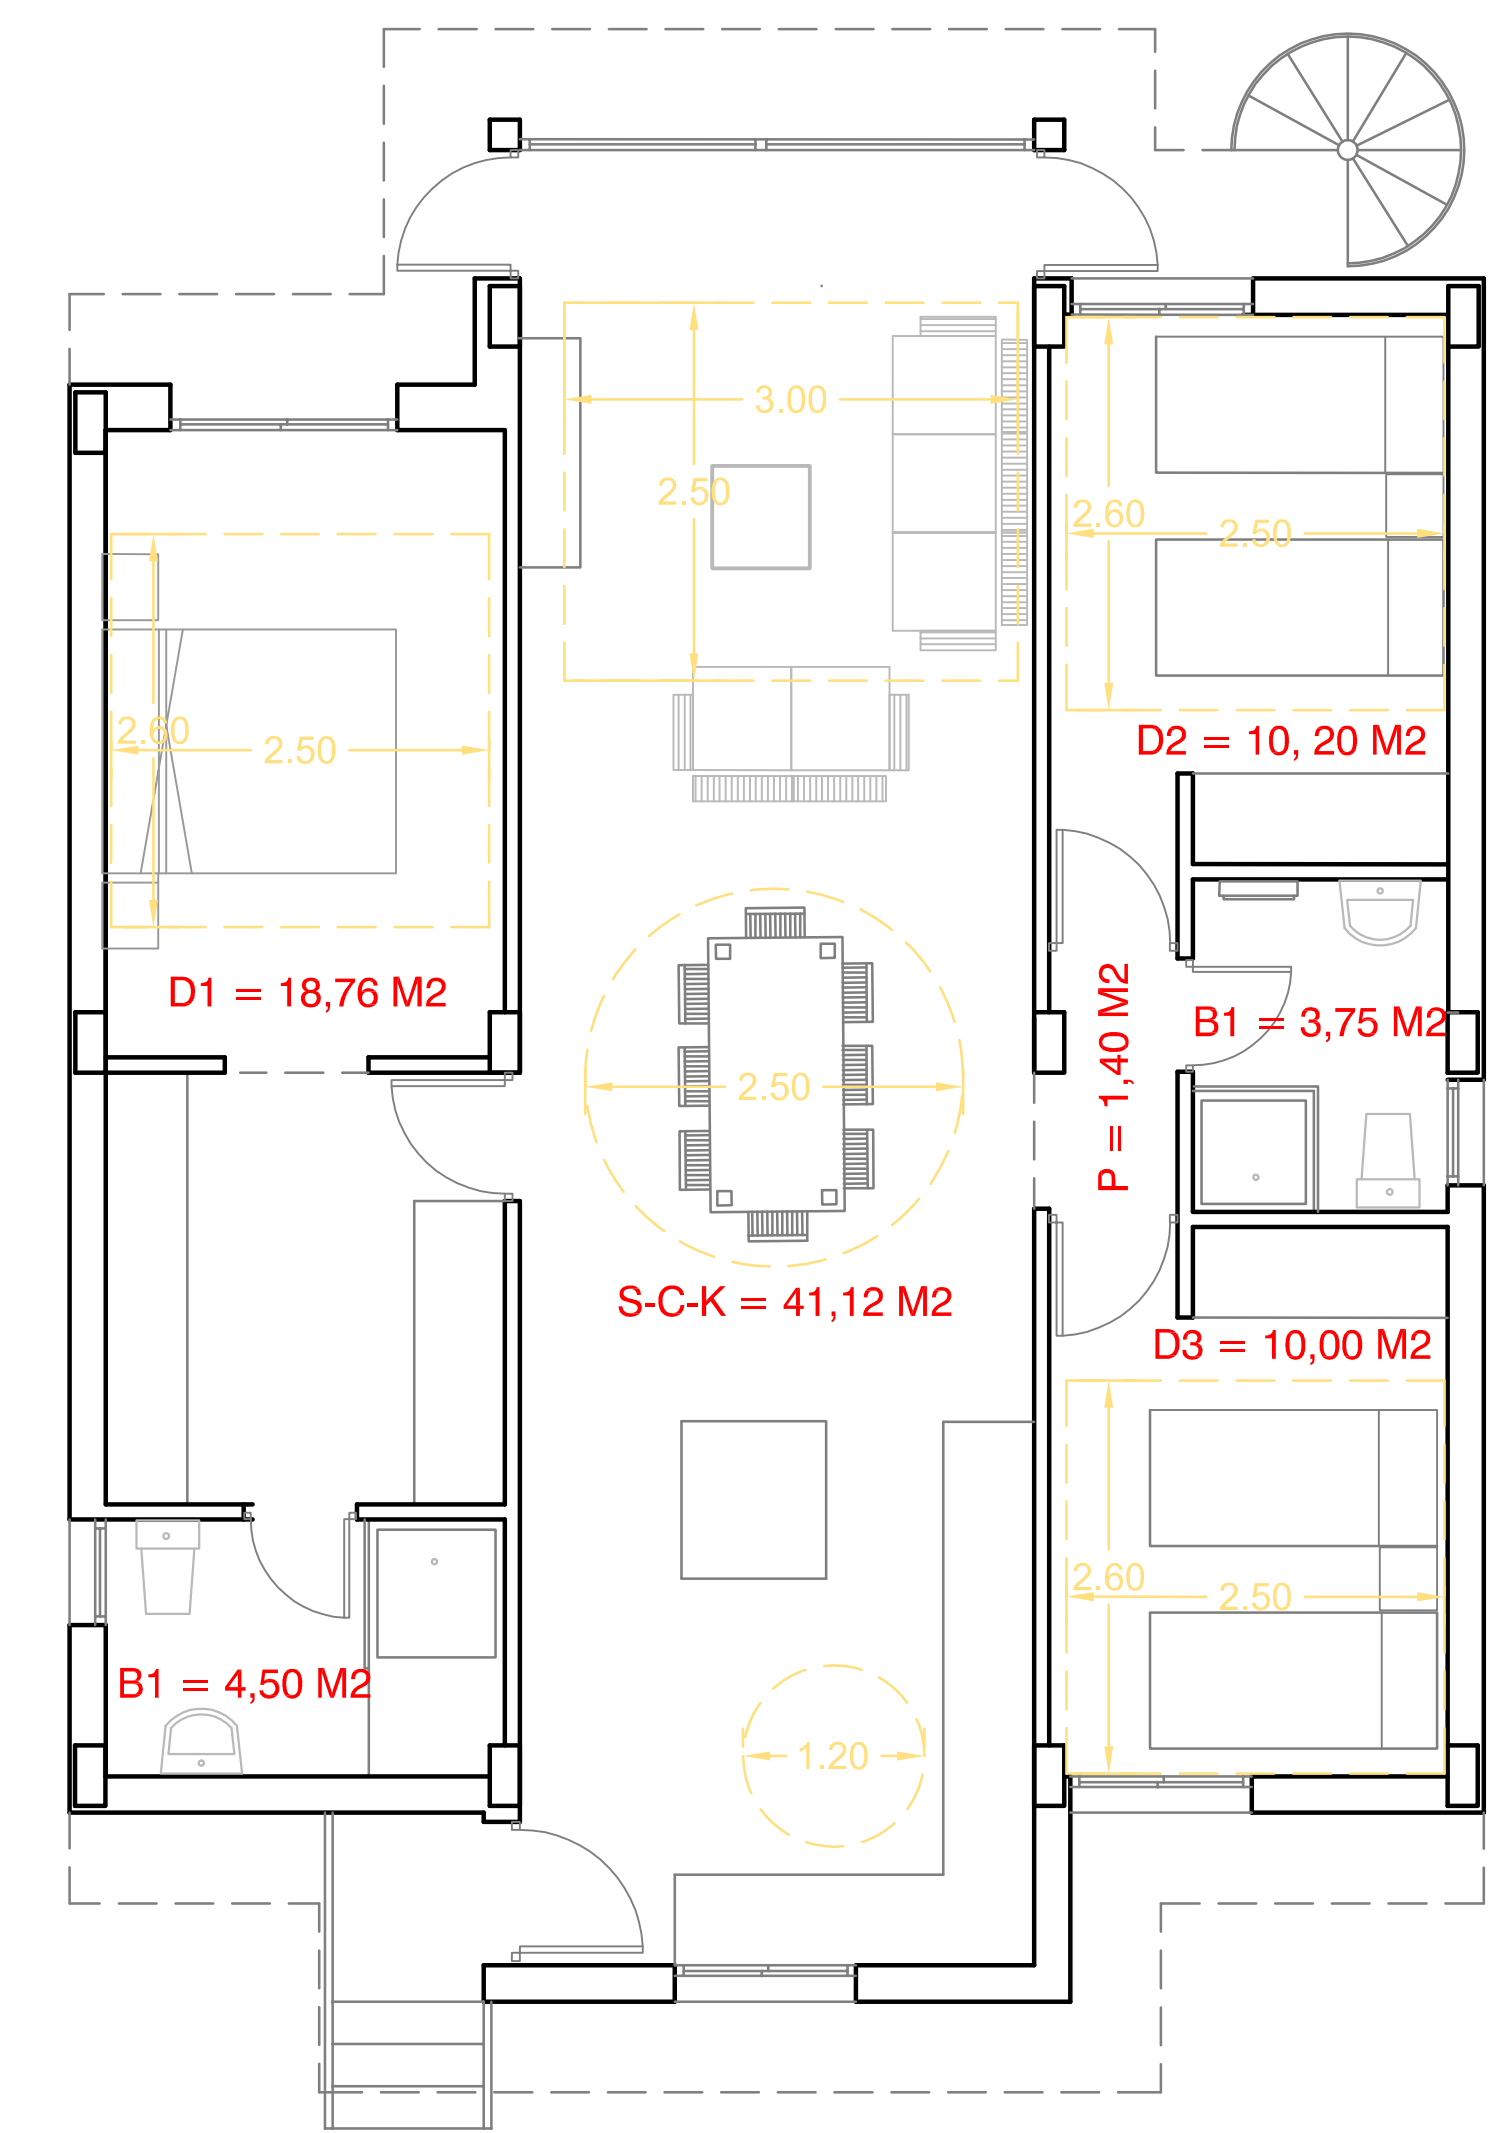 3.00
2.50
2.60
2.50
2.60
2.50
D2 = 10, 20 M2
D1 = 18,76 M2
P = 1,40 M2
B1 = 3,75 M2
2.50
S-C-K = 41,12 M2
D3 = 10,00 M2
2.60
2.50
B1 = 4,50 M2
1.20